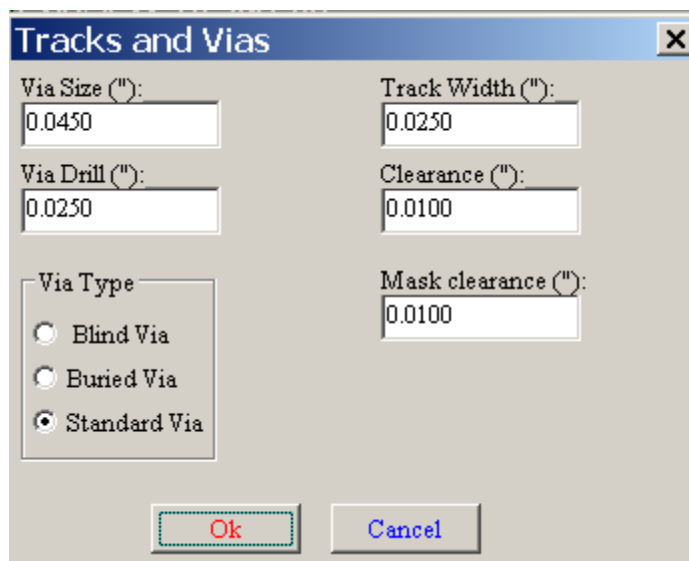 Tracks and Vias
Via Size ("):
0.0450
Track Width ("):
0.0250
Via Drill ("):
0.0250
Clearance ("):
0.0100
Via Type
Blind Via
Buried Via
Standard Via
Mask clearance ("):
0.0100
Ok
Cancel